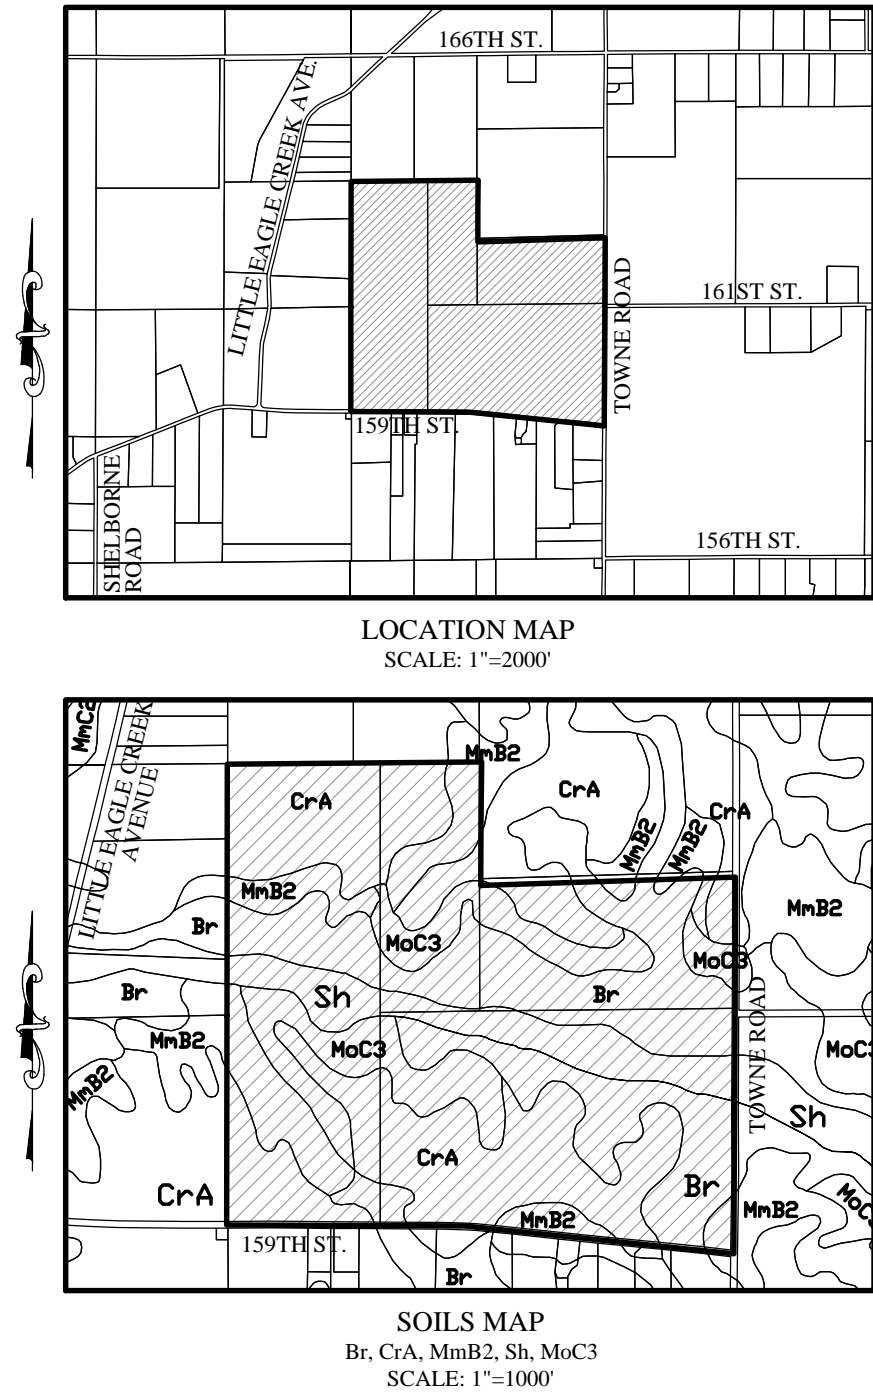 166TH ST.
LITTLE EAGLE CREEK AVE.
161ST ST.
TOWNE ROAD
159TH ST.
SHELBORNE
ROAD
156TH ST.
LOCATION MAP
SCALE: 1"=2000'
MmC2
LITTLE EAGLE CREEK
AVENUE
MmB2
CrA
CrA
MmB2
MmB2
CrA
MmB2
MmB2
Br
MoC3
MoC3
Br
Sh
Br
MmB2
MoC3
MoC3
MmB2
TOWNE ROAD
Sh
CrA
CrA
Br
MmB2
MmB2
MoC3
159TH ST.
Br
SOILS MAP
Br, CrA, MmB2, Sh, MoC3
SCALE: 1"=1000'